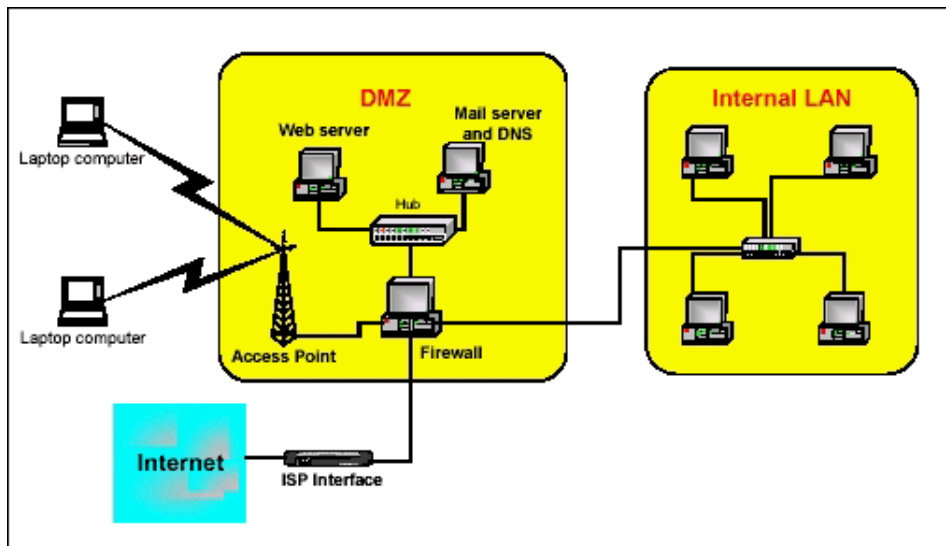 DMZ
Internal LAN
Web server
Mail server
and DNS
Laptop computer
Hub
Laptop computer
Access Point
Firewall
Internet
ISP Interface